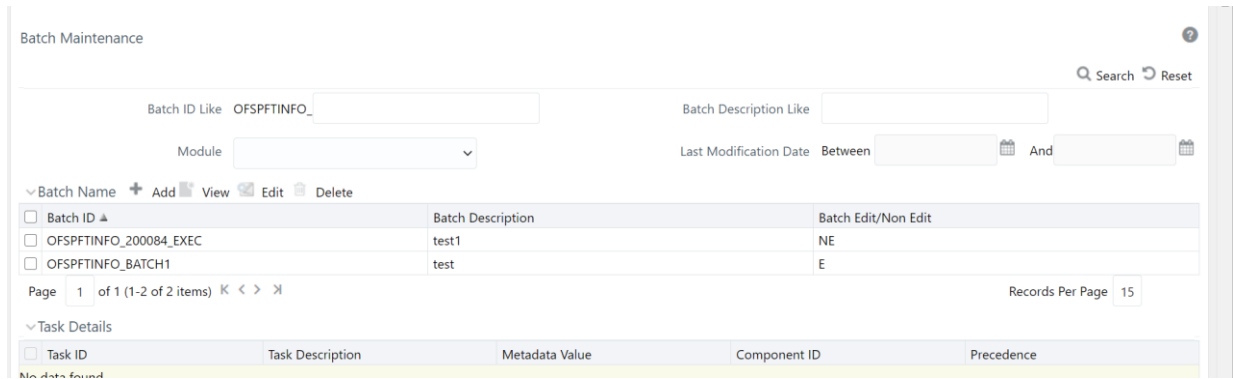 Batch Maintenance
Search Reset
Batch ID Like OFSPFTINFO_ Batch Description Like
Module Last Modification Date Between And
Batch Name Add View Edit Delete
Batch ID Batch Description Batch Edit/Non Edit
OFSPFTINFO_200084_EXEC test1 NE
OFSPFTINFO_BATCH1 test E
Page 1 of 1 (1-2 of 2 items) Records Per Page 15
Task Details
Task ID Task Description Metadata Value Component ID Precedence
No data found